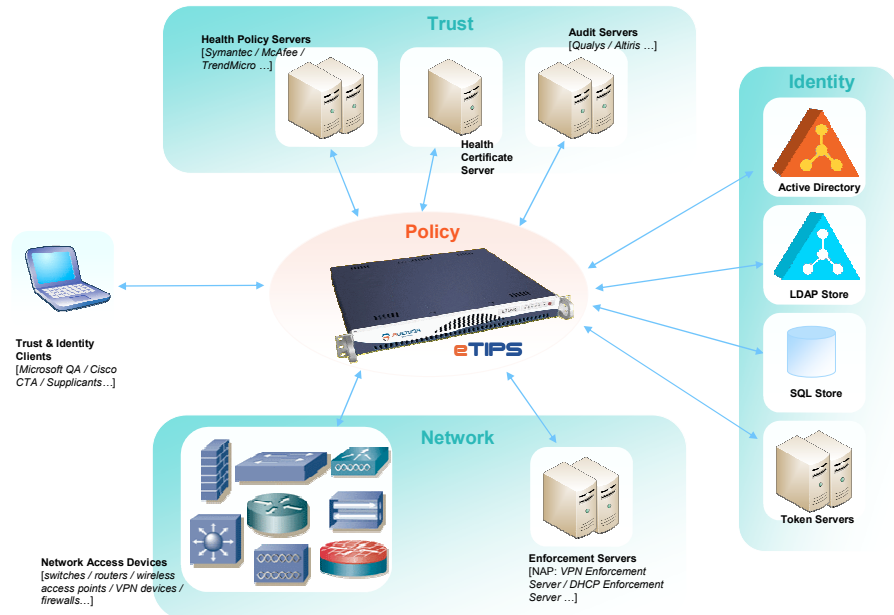 Trust
Health Policy Servers
[Symantec / McAfee /
TrendMicro ...]
Audit Servers
[Qualys / Altiris ...]
Health
Certificate
Server
Identity
Active Directory
LDAP Store
SQL Store
Token Servers
Policy
eTIPS
Trust & Identity
Clients
[Microsoft QA / Cisco
CTA / Supplicants...]
Network
Network Access Devices
[switches / routers / wireless
access points / VPN devices /
firewalls...]
Enforcement Servers
[NAP: VPN Enforcement
Server / DHCP Enforcement
Server ...]